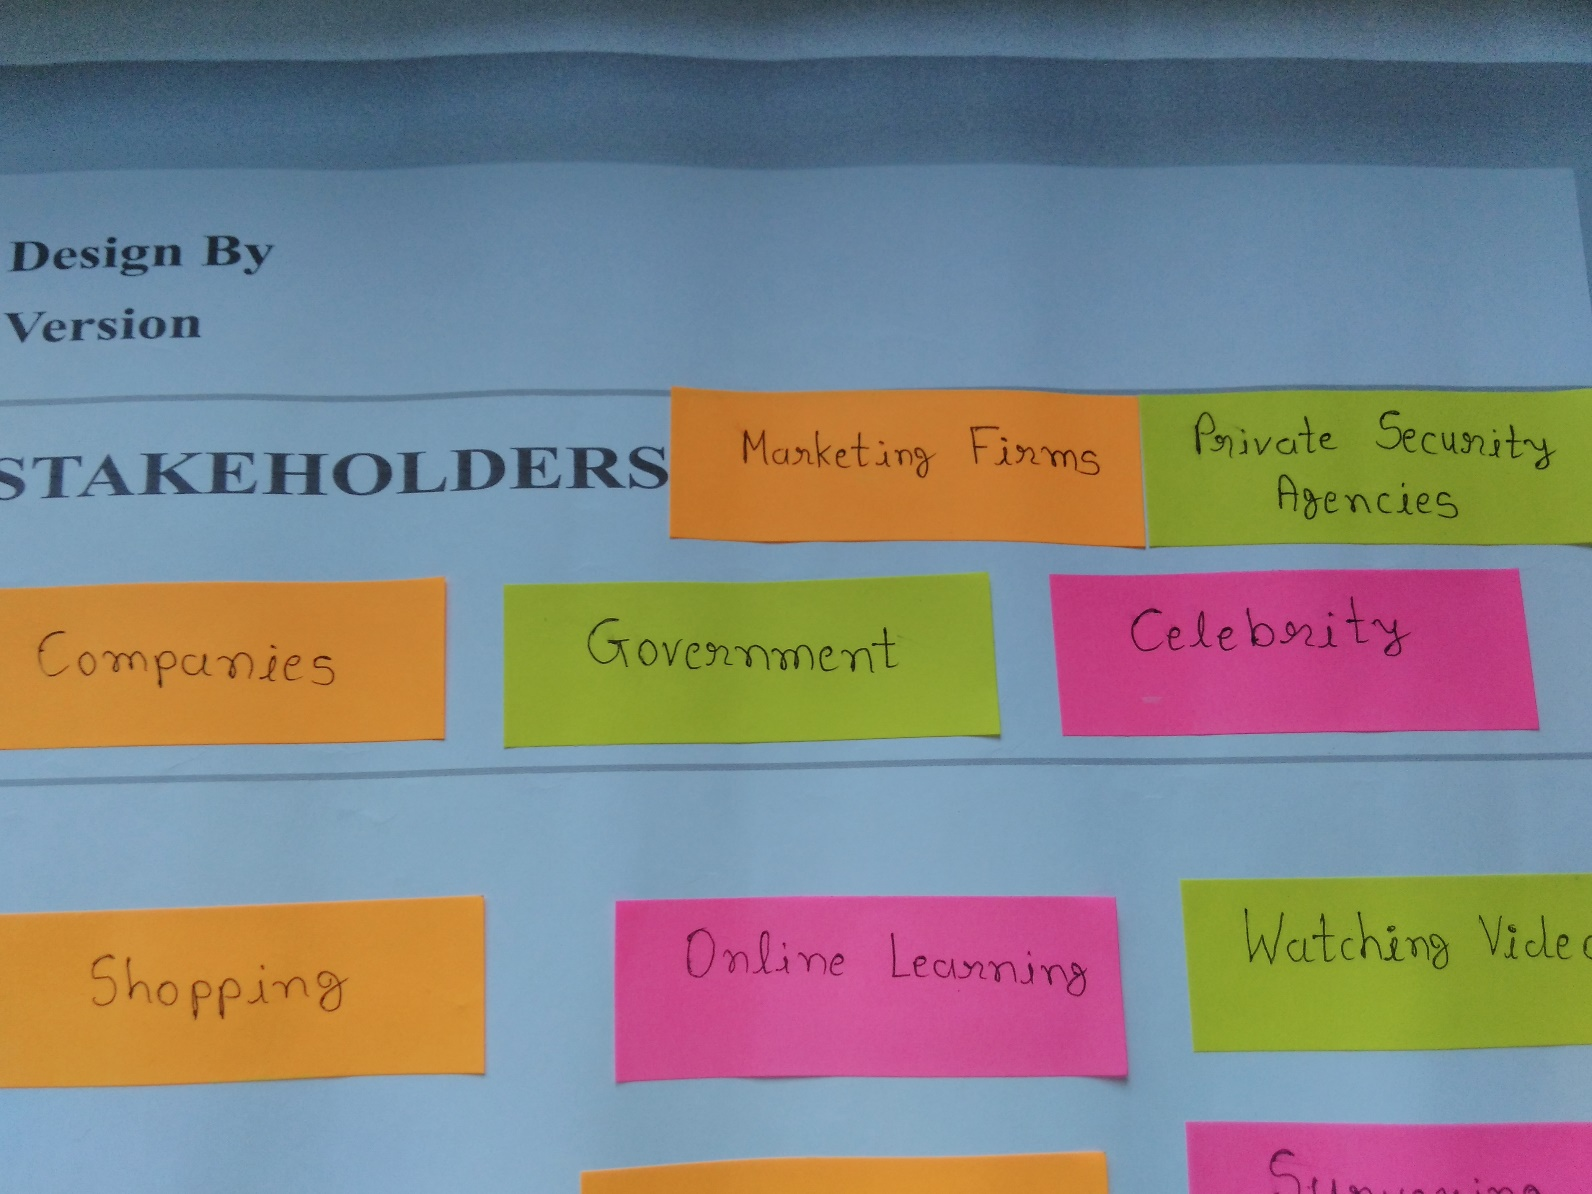 Design By
Version
STAKEHOLDERS
Marketing Firms
Private Security
Agencies
Companies
Government
Celebrity
Shopping
Online Learning
Watching